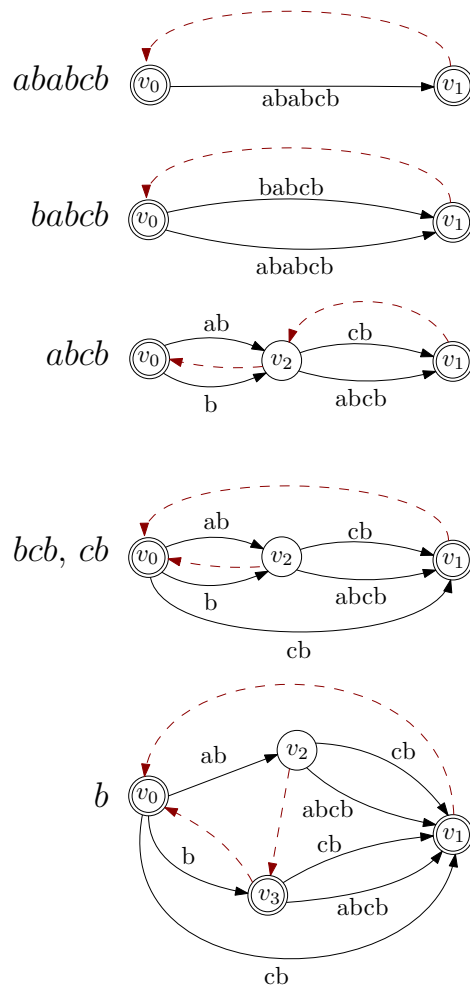 ababcb v₀ v₁
ababcb
babcb
babcb v₀ v₁
ababcb
ab cb
abcb v₀ v₂ v₁
b abcb
ab cb
bcb, cb v₀ v₂ v₁
b abcb
cb
v₂
ab cb
b v₀ abcb
cb v₁
b
v₃ abcb
cb